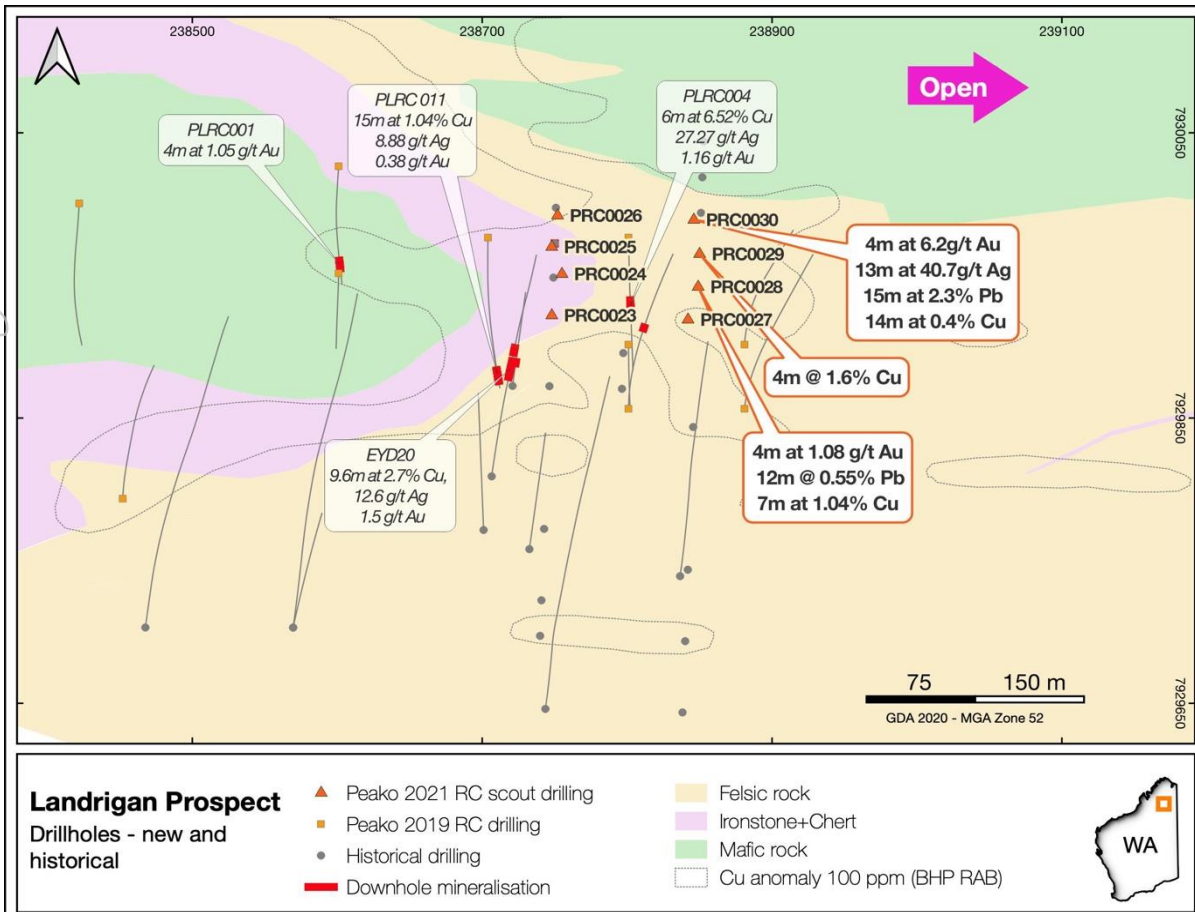 238500
238700
238900
239100
Open
7930050
7929850
7929650
PLRC001
4m at 1.05 g/t Au
PLRC 011
15m at 1.04% Cu
8.88 g/t Ag
0.38 g/t Au
PLRC004
6m at 6.52% Cu
27.27 g/t Ag
1.16 g/t Au
PRC0026
PRC0025
PRC0024
PRC0023
PRC0030
PRC0029
PRC0028
PRC0027
4m at 6.2g/t Au
13m at 40.7g/t Ag
15m at 2.3% Pb
14m at 0.4% Cu
4m @ 1.6% Cu
4m at 1.08 g/t Au
12m @ 0.55% Pb
7m at 1.04% Cu
EYD20
9.6m at 2.7% Cu,
12.6 g/t Ag
1.5 g/t Au
75 150 m
GDA 2020 - MGA Zone 52
Landrigan Prospect
Drillholes - new and
historical
Peako 2021 RC scout drilling
Peako 2019 RC drilling
Historical drilling
Downhole mineralisation
Felsic rock
Ironstone+Chert
Mafic rock
Cu anomaly 100 ppm (BHP RAB)
WA